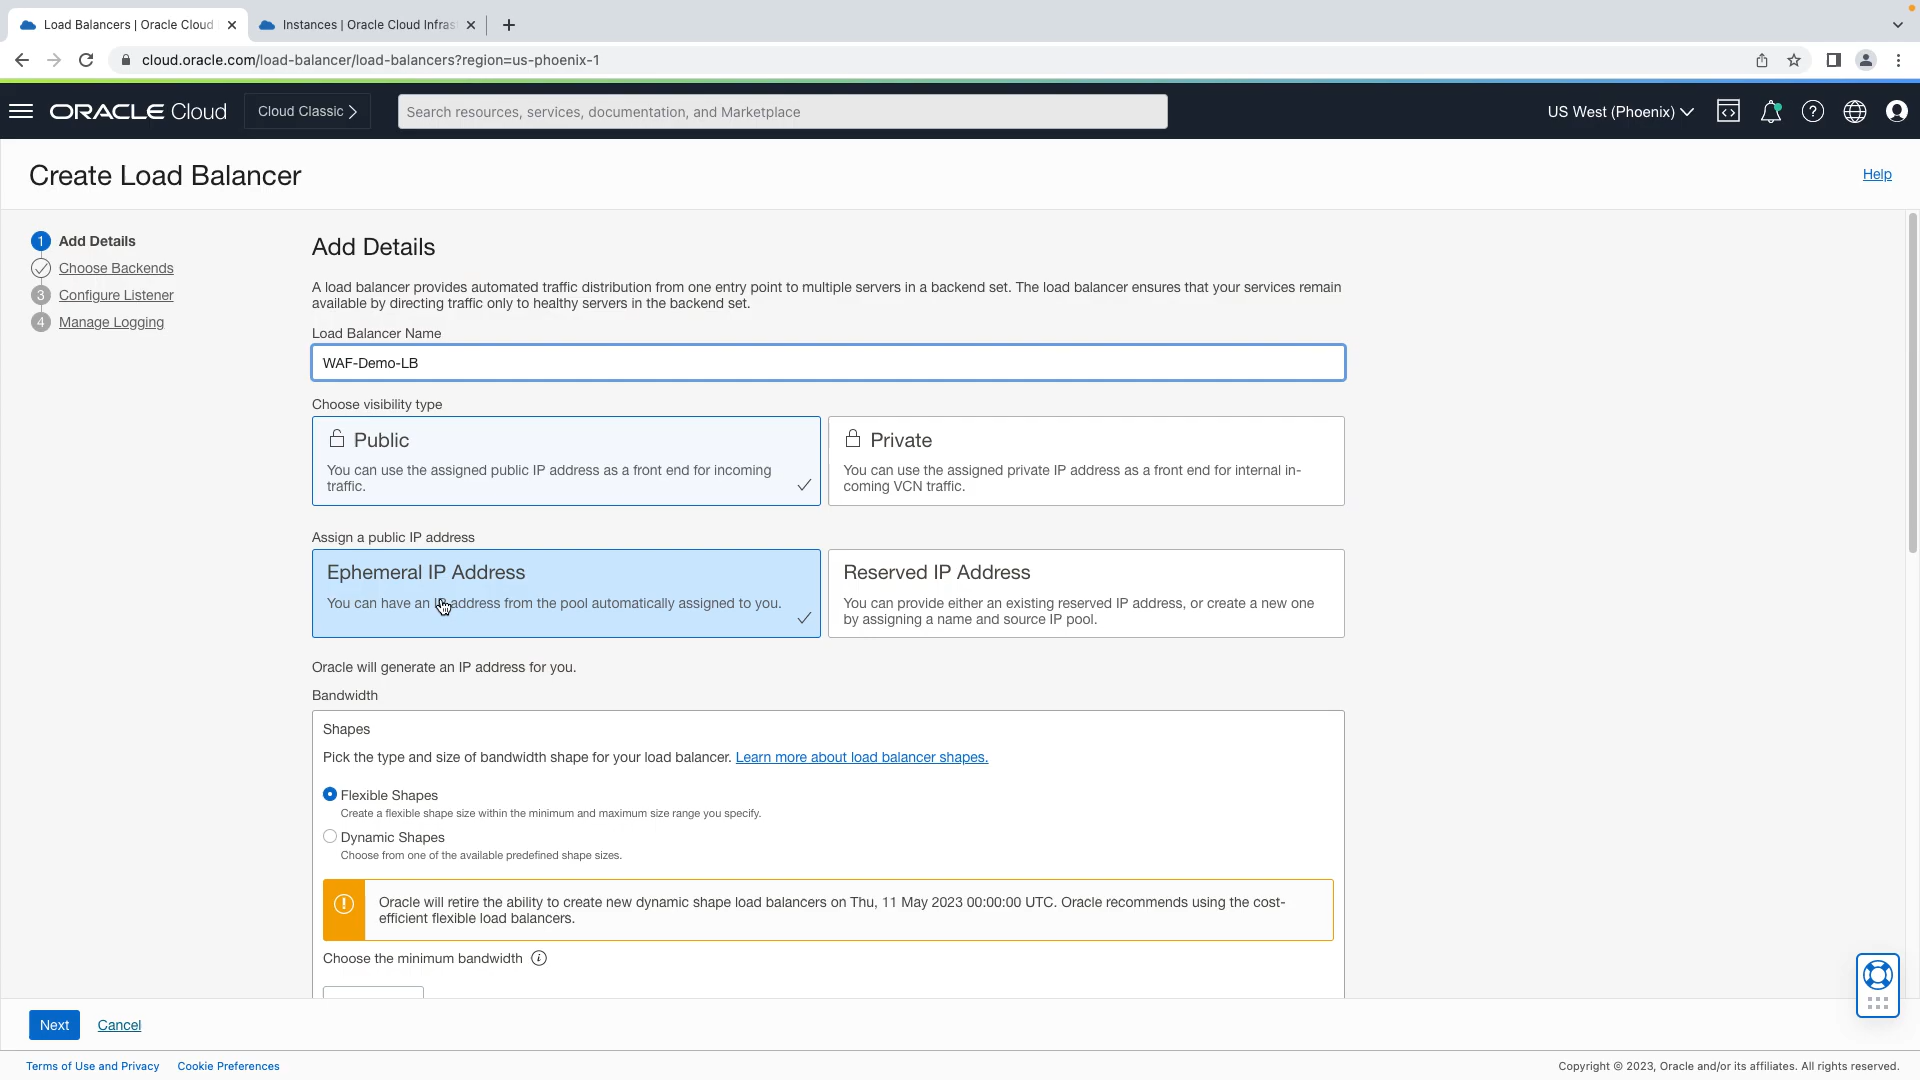 Load Balancers | Oracle Cloud
Instances | Oracle Cloud Infras
cloud.oracle.com/load-balancer/load-balancers?region=us-phoenix-1
ORACLE Cloud
Cloud Classic
Search resources, services, documentation, and Marketplace
US West (Phoenix)
Create Load Balancer
Help
1 Add Details
Choose Backends
3 Configure Listener
4 Manage Logging
Add Details
A load balancer provides automated traffic distribution from one entry point to multiple servers in a backend set. The load balancer ensures that your services remain
available by directing traffic only to healthy servers in the backend set.
Load Balancer Name
WAF-Demo-LB
Choose visibility type
Public
You can use the assigned public IP address as a front end for incoming
traffic.
Private
You can use the assigned private IP address as a front end for internal in-
coming VCN traffic.
Assign a public IP address
Ephemeral IP Address
You can have an IP address from the pool automatically assigned to you.
Reserved IP Address
You can provide either an existing reserved IP address, or create a new one
by assigning a name and source IP pool.
Oracle will generate an IP address for you.
Bandwidth
Shapes
Pick the type and size of bandwidth shape for your load balancer. Learn more about load balancer shapes.
Flexible Shapes
Create a flexible shape size within the minimum and maximum size range you specify.
Dynamic Shapes
Choose from one of the available predefined shape sizes.
Oracle will retire the ability to create new dynamic shape load balancers on Thu, 11 May 2023 00:00:00 UTC. Oracle recommends using the cost-
efficient flexible load balancers.
Choose the minimum bandwidth
Next
Cancel
Terms of Use and Privacy
Cookie Preferences
Copyright © 2023, Oracle and/or its affiliates. All rights reserved.